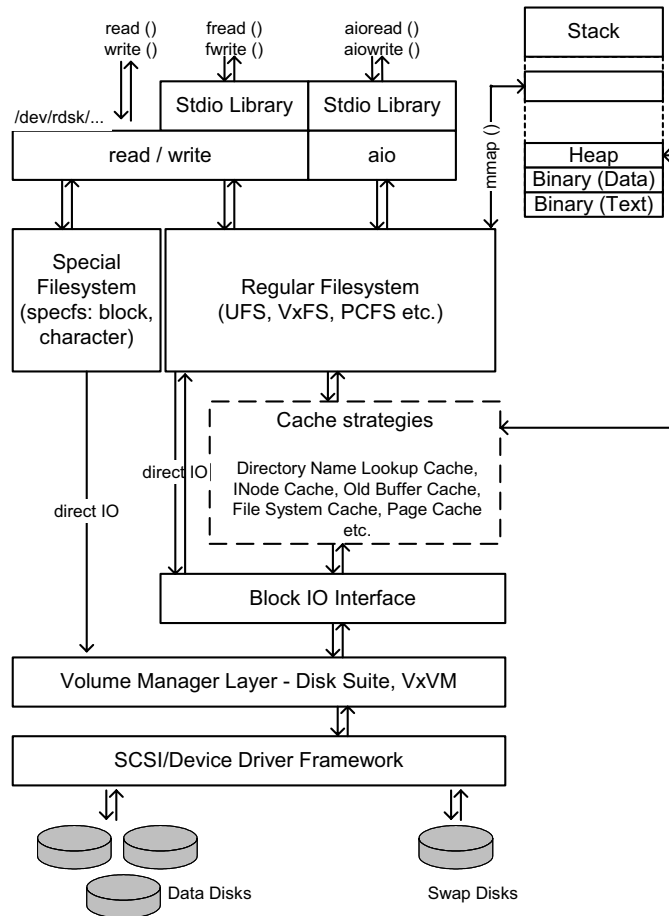 read ()
write ()
fread ()
fwrite ()
aioread ()
aiowrite ()
Stack
Stdio Library
Stdio Library
/dev/rdsk/...
read / write
aio
mmap ()
Heap
Binary (Data)
Binary (Text)
Special
Filesystem
(specfs: block,
character)
Regular Filesystem
(UFS, VxFS, PCFS etc.)
Cache strategies
Directory Name Lookup Cache,
INode Cache, Old Buffer Cache,
File System Cache, Page Cache
etc.
direct IO
direct IO
Block IO Interface
Volume Manager Layer - Disk Suite, VxVM
SCSI/Device Driver Framework
Data Disks
Swap Disks